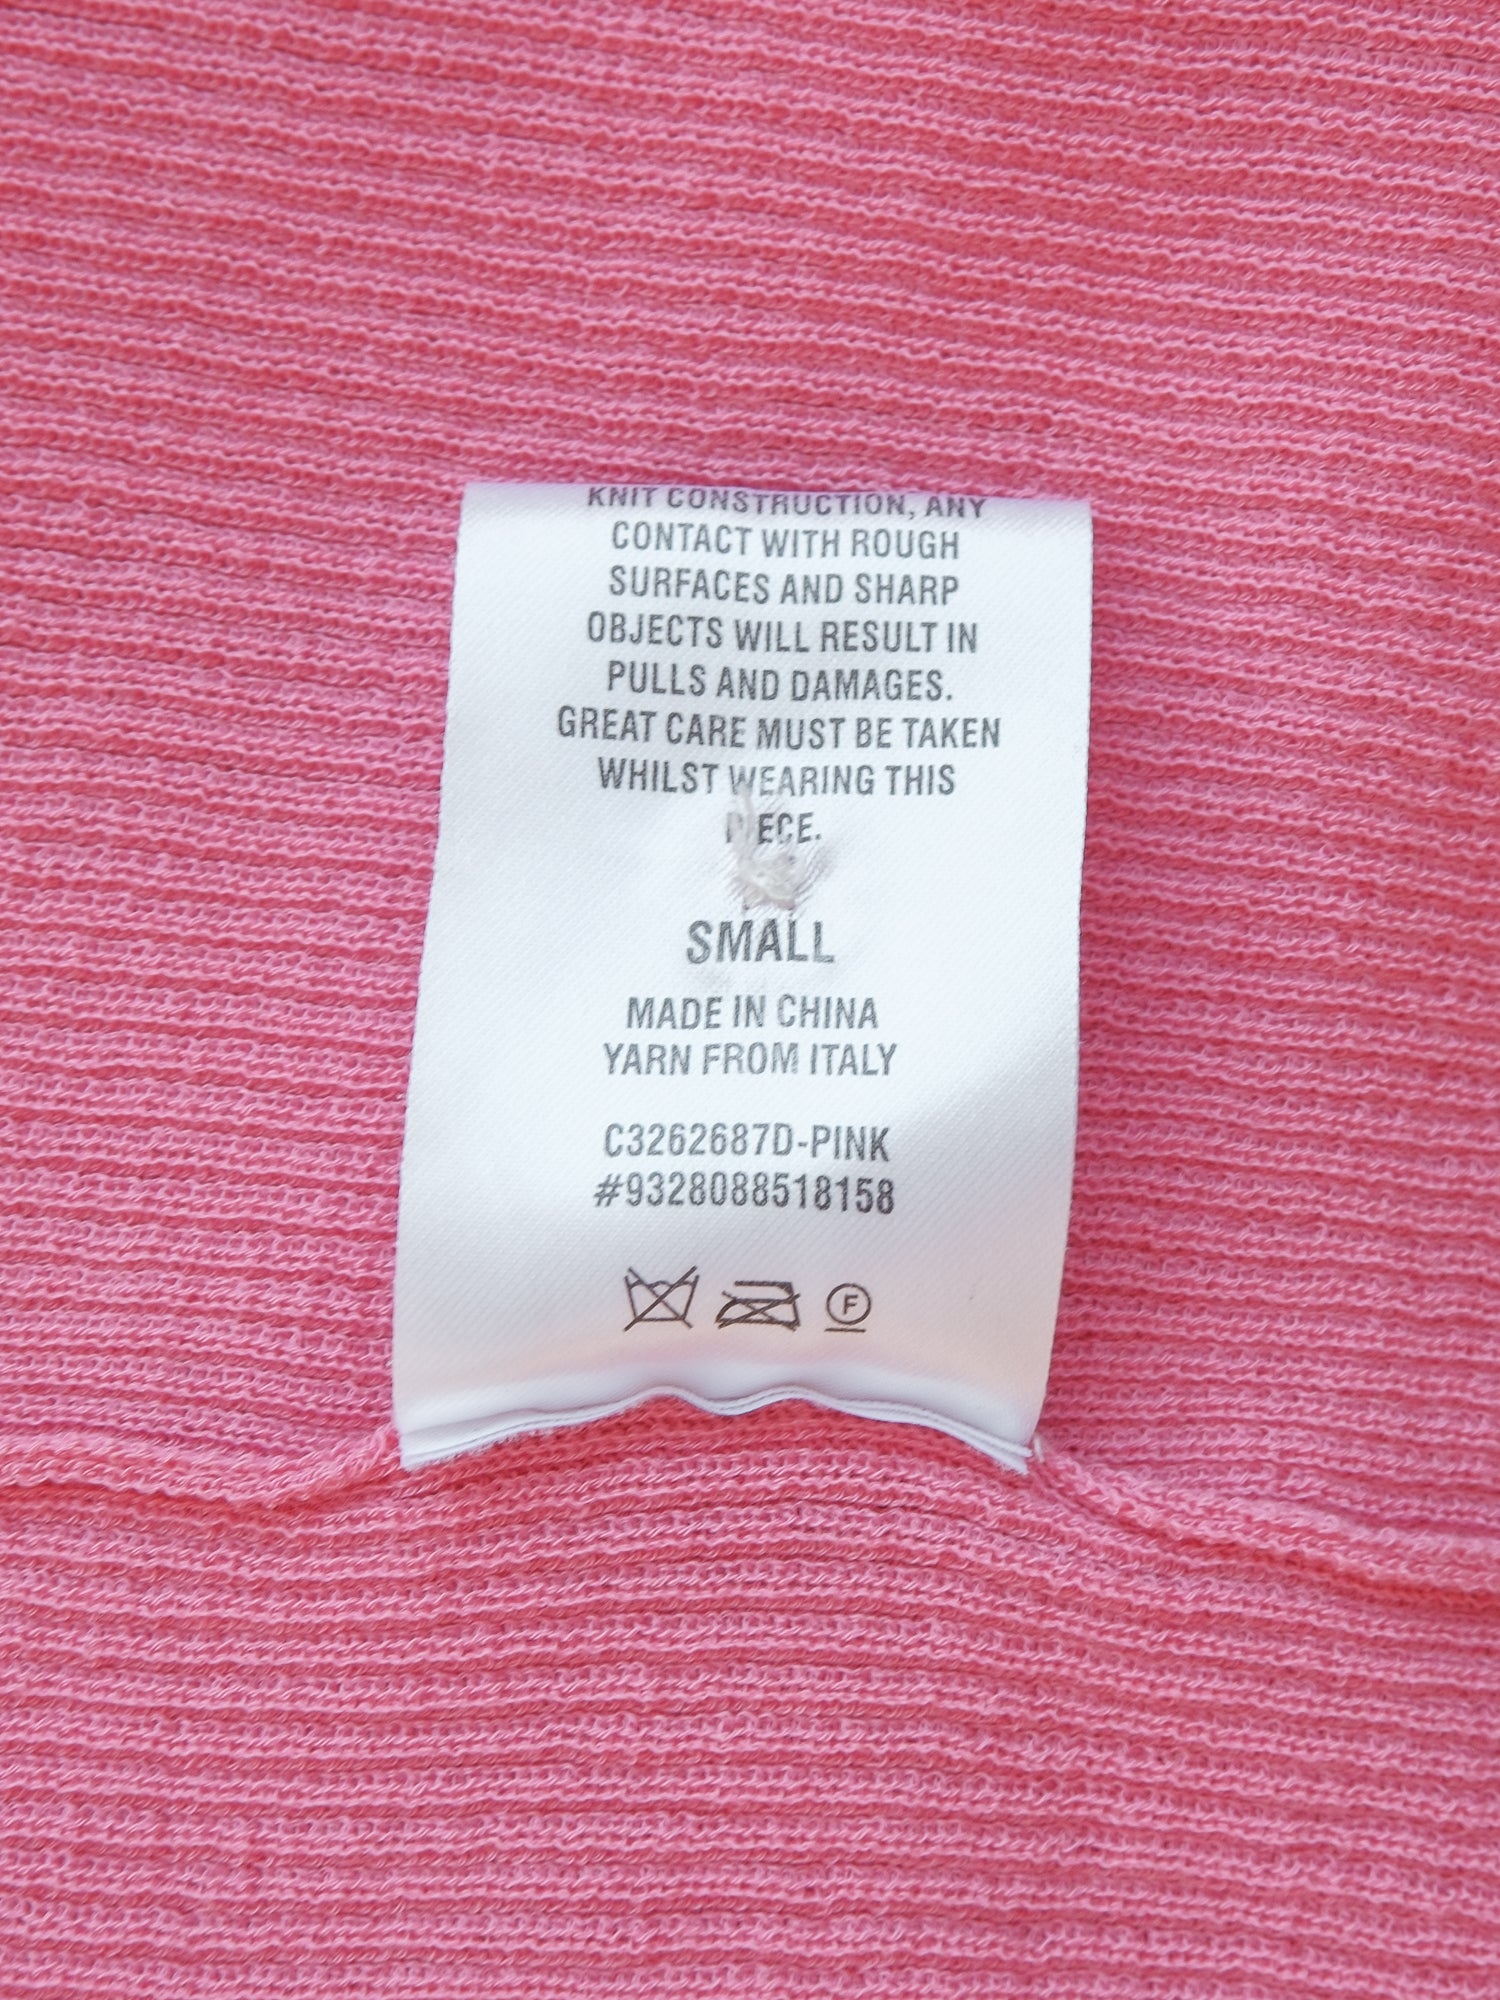 KNIT CONSTRUCTION, ANY
CONTACT WITH ROUGH
SURFACES AND SHARP
OBJECTS WILL RESULT IN
PULLS AND DAMAGES.
GREAT CARE MUST BE TAKEN
WHILST WEARING THIS
PIECE.
SMALL
MADE IN CHINA
YARN FROM ITALY
C3262687D-PINK
#9328088518158
F